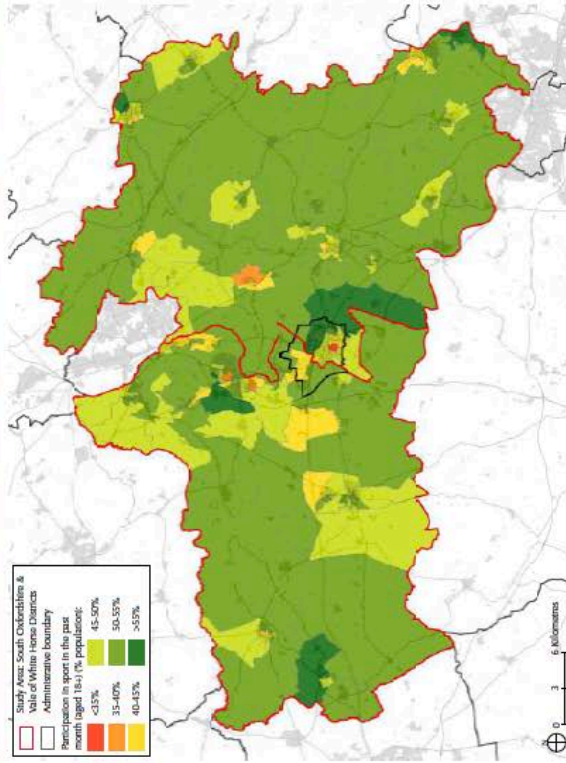 Study Area: South Oxfordshire &
Vale of White Horse Districts
Administrative boundary
Participation in sport in the past
month (aged 18+) (% population):
<35%
35-40%
40-45%
45-50%
50-55%
>55%
N
0 3 6 Kilometres